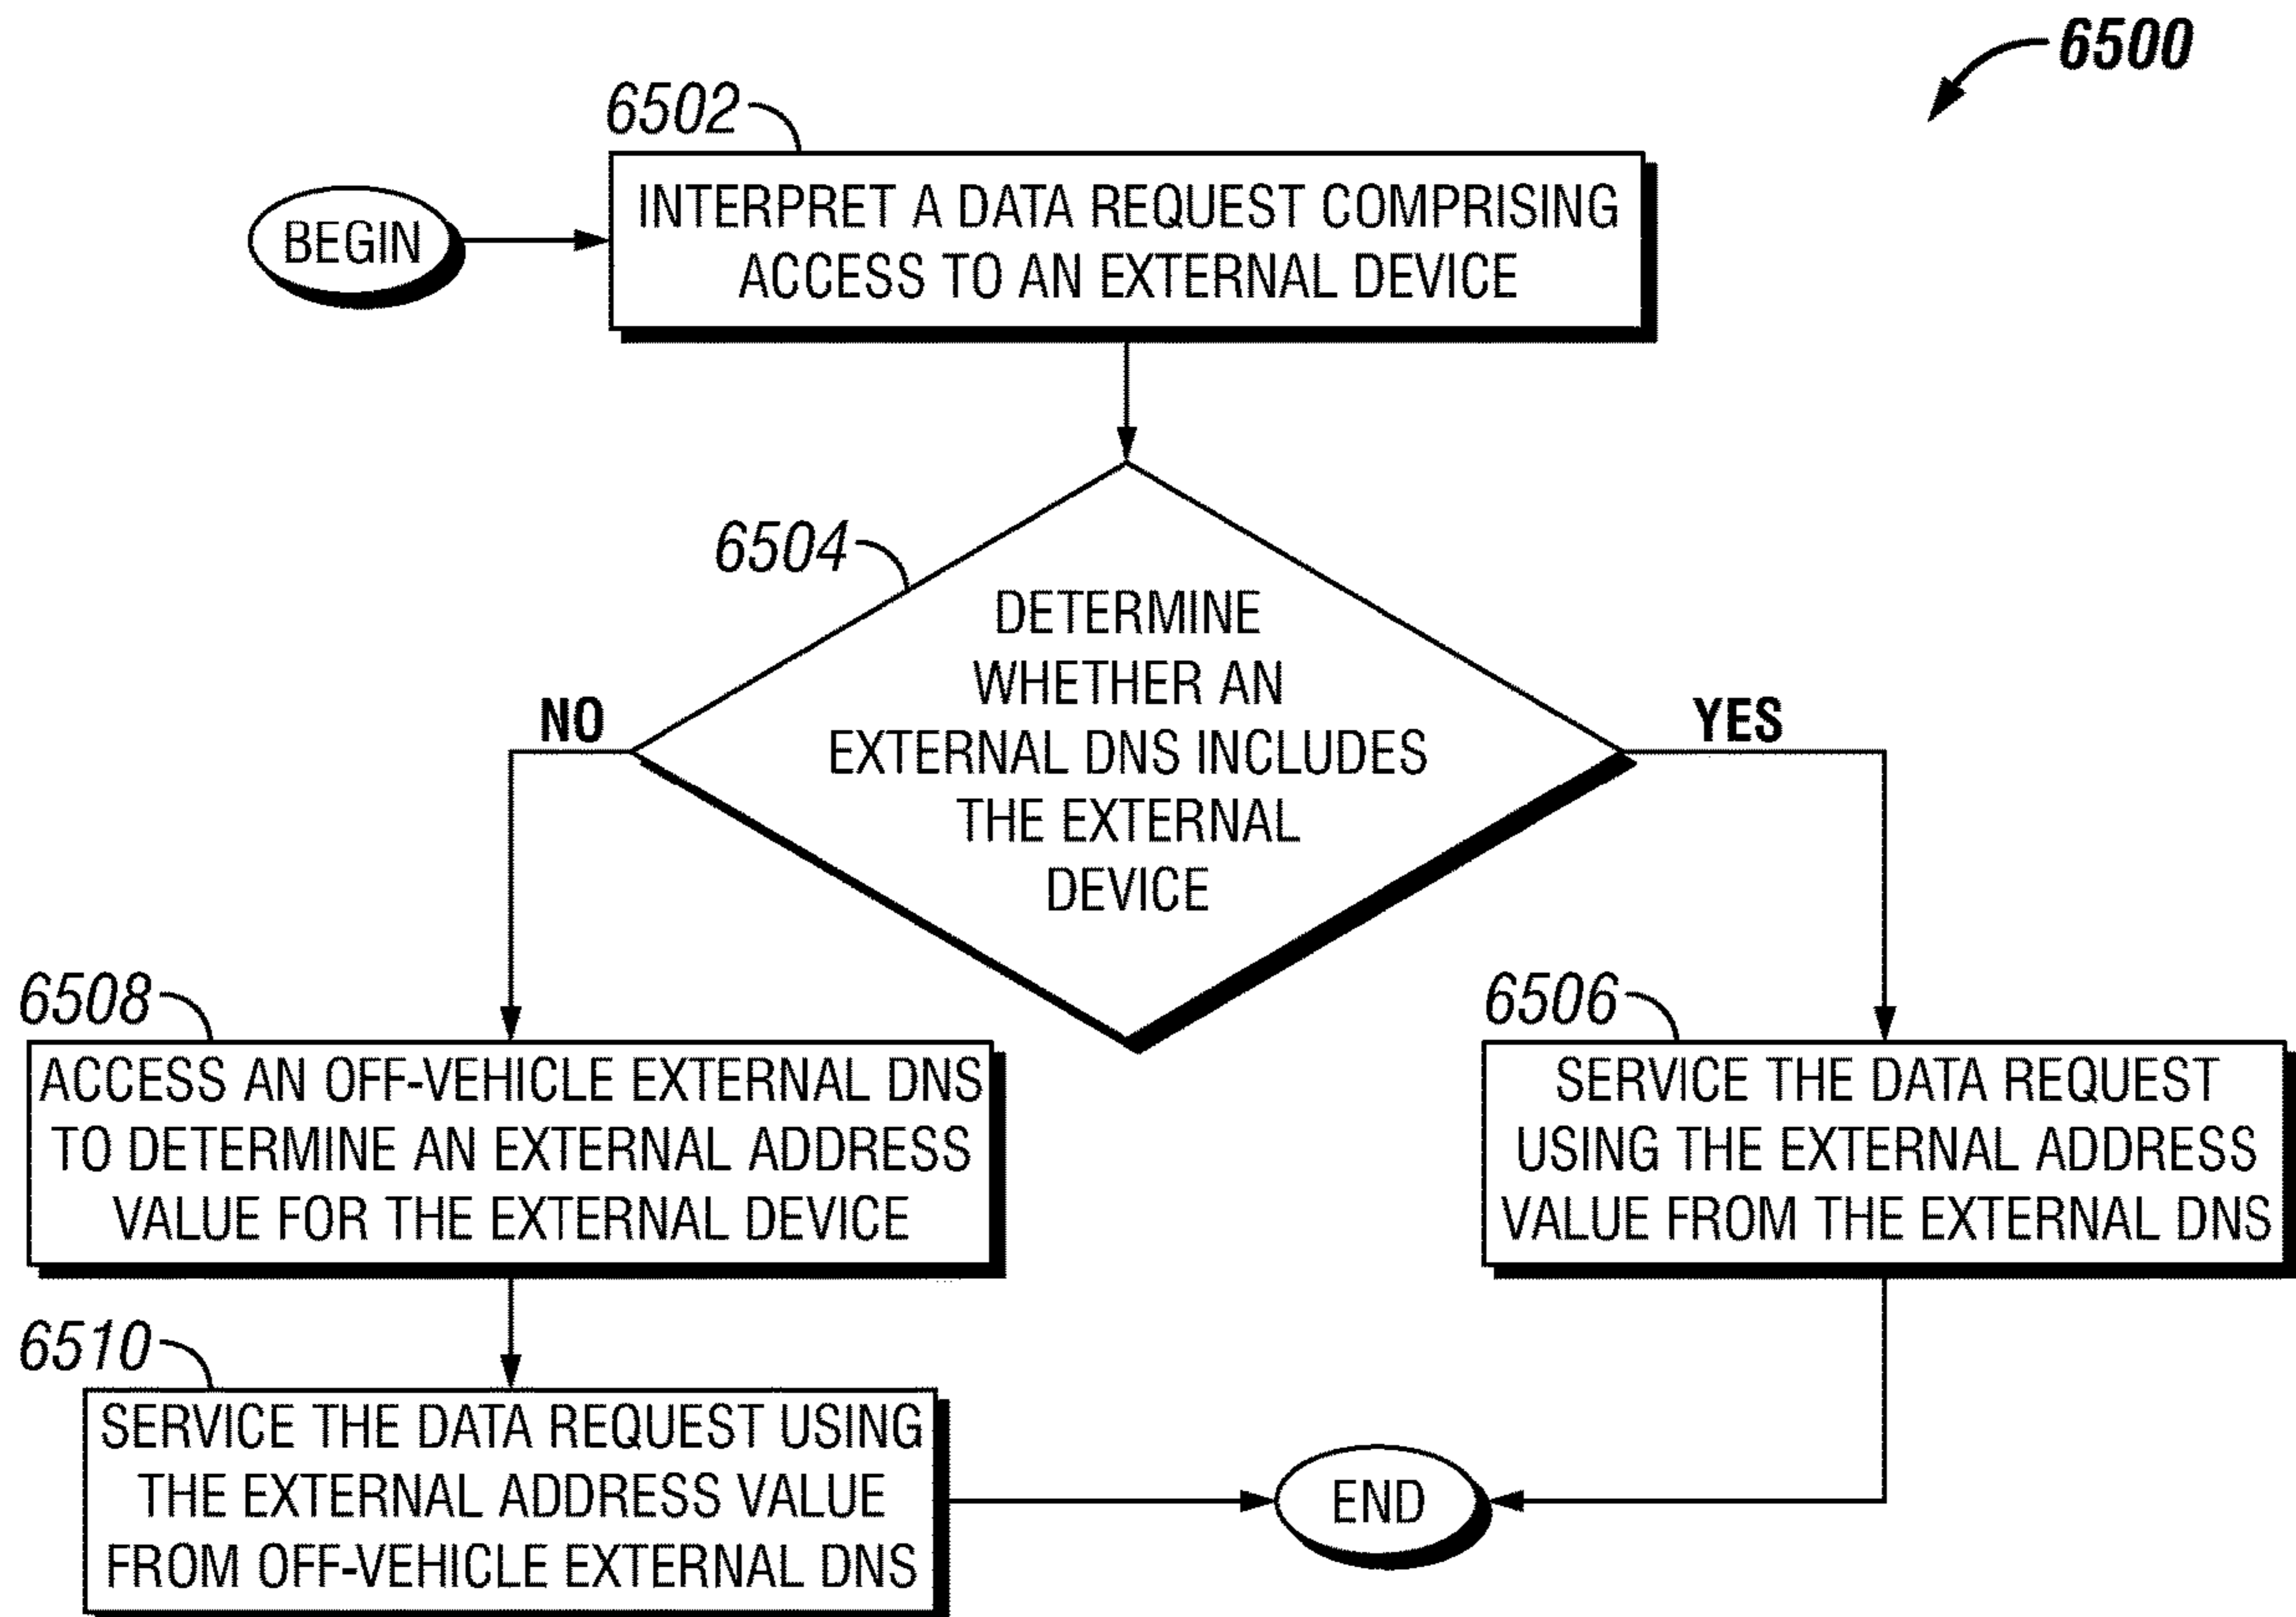 6500
6502
BEGIN
INTERPRET A DATA REQUEST COMPRISING
ACCESS TO AN EXTERNAL DEVICE
6504
DETERMINE
WHETHER AN
EXTERNAL DNS INCLUDES
THE EXTERNAL
DEVICE
NO
YES
6508
ACCESS AN OFF-VEHICLE EXTERNAL DNS
TO DETERMINE AN EXTERNAL ADDRESS
VALUE FOR THE EXTERNAL DEVICE
6506
SERVICE THE DATA REQUEST
USING THE EXTERNAL ADDRESS
VALUE FROM THE EXTERNAL DNS
6510
SERVICE THE DATA REQUEST USING
THE EXTERNAL ADDRESS VALUE
FROM OFF-VEHICLE EXTERNAL DNS
END